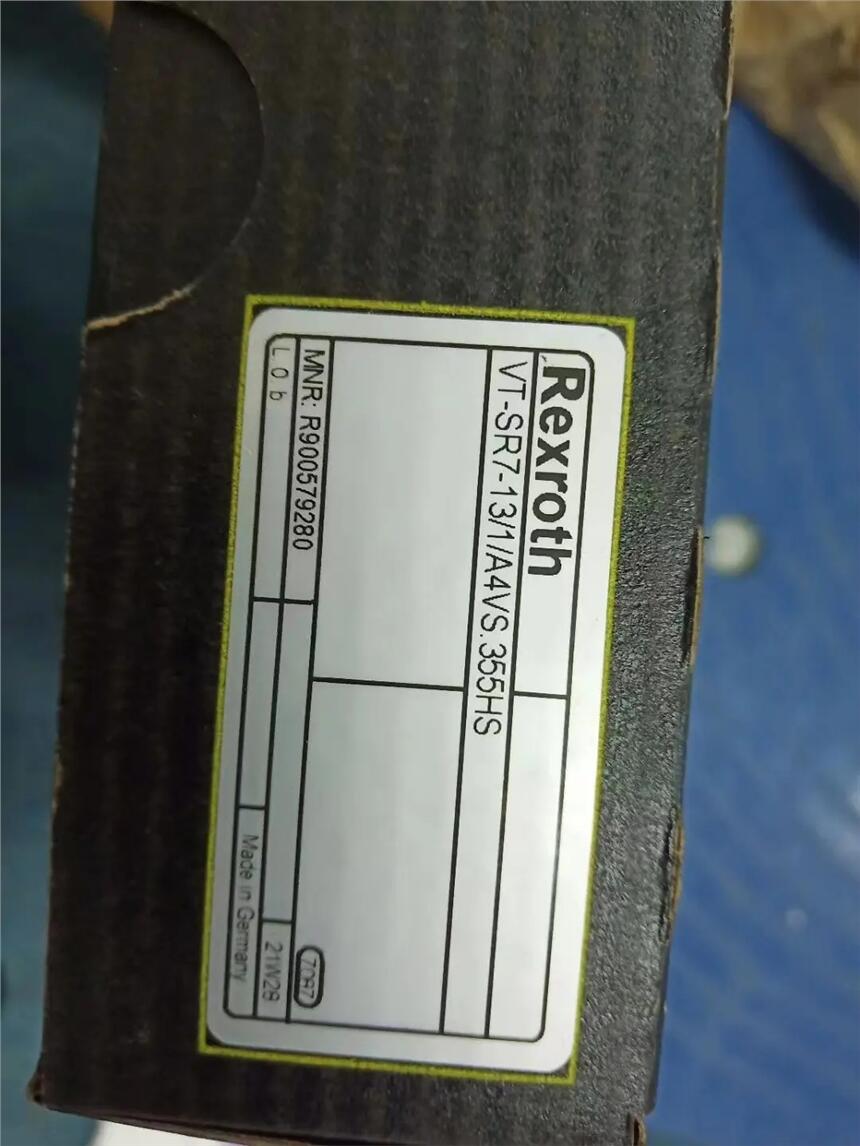 Rexroth
VT-SR7-13/1/A4VS.355HS
7087
MNR: R900579280
21W28
L 0 b
Made in Germany